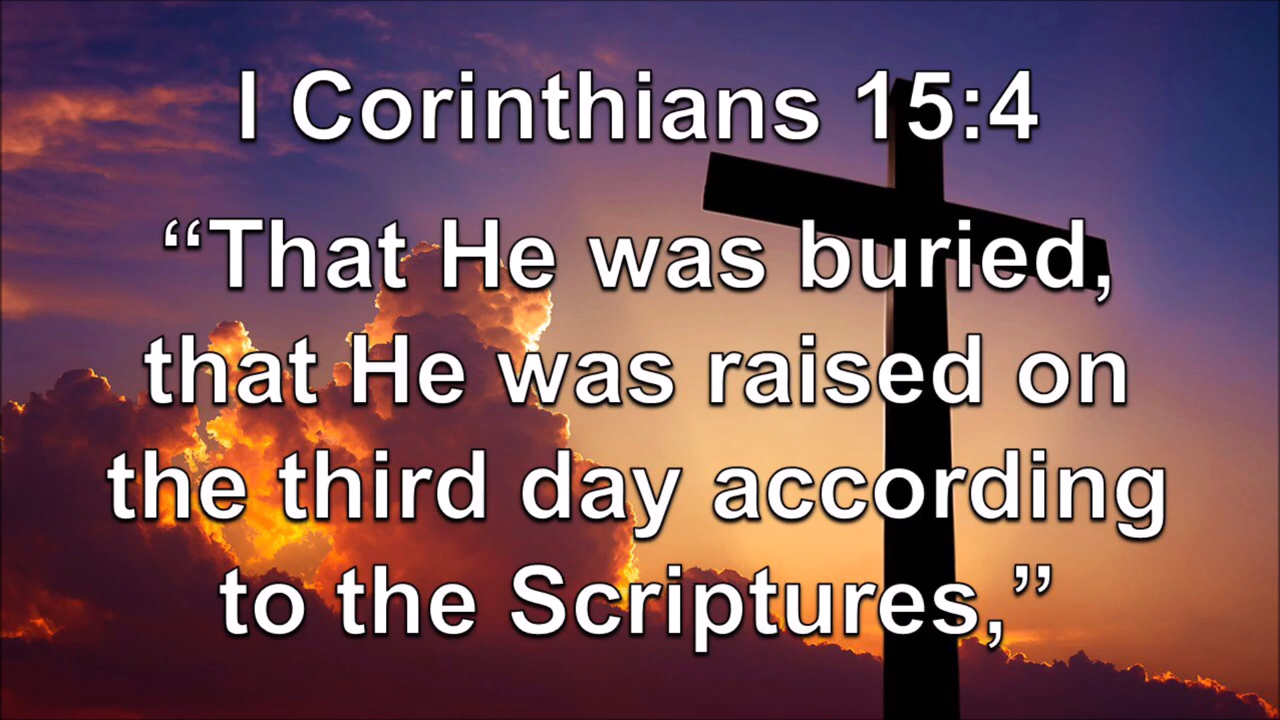 I Corinthians 15:4
“That He was buried,
that He was raised on
the third day according
to the Scriptures,”